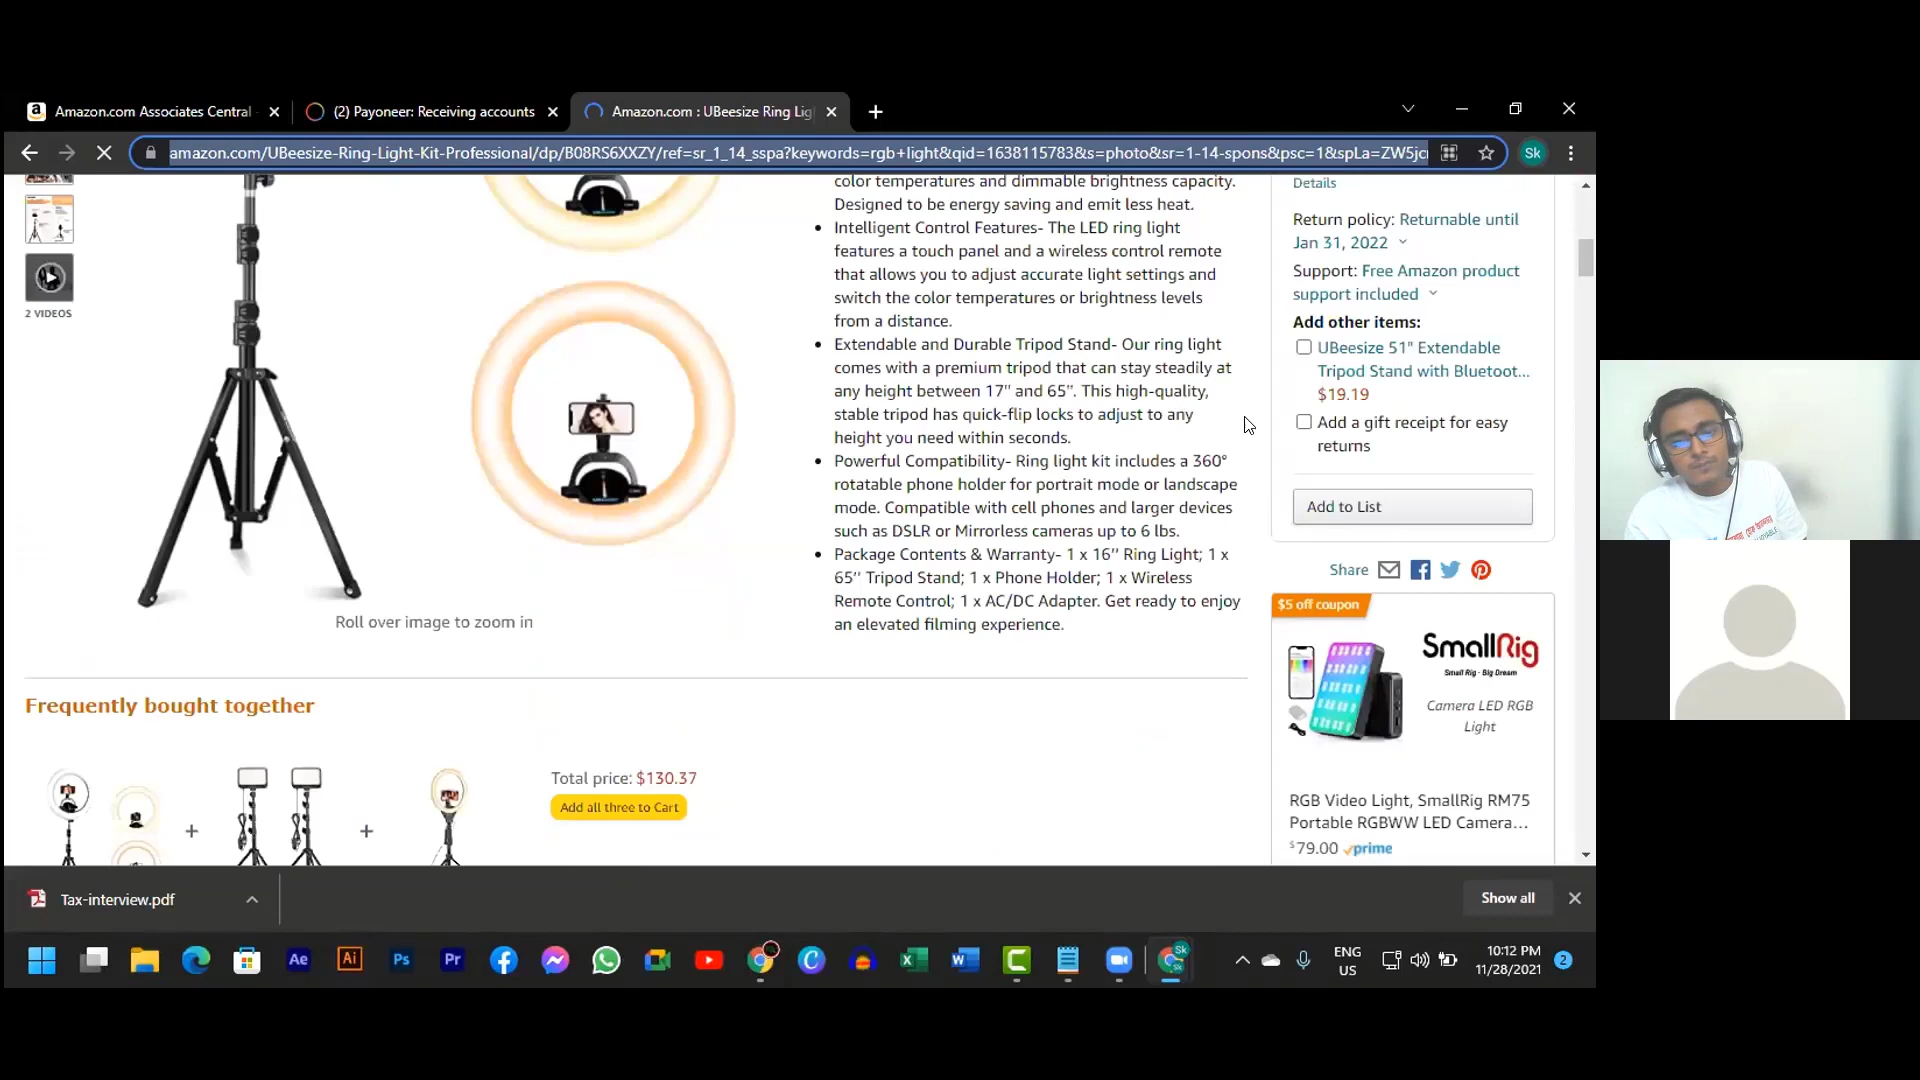 Amazon.com Associates Central
(2) Payoneer: Receiving accounts
Amazon.com : UBeesize Ring Lig
amazon.com/UBeesize-Ring-Light-Kit-Professional/dp/B08RS6XXZY/ref=sr_1_14_sspa?keywords=rgb+light&qid=1638115783&s=photo&sr=1-14-spons&psc=1&spLa=ZW5jc
Sk
color temperatures and dimmable brightness capacity.
Designed to be energy saving and emit less heat.
Intelligent Control Features- The LED ring light
features a touch panel and a wireless control remote
that allows you to adjust accurate light settings and
switch the color temperatures or brightness levels
from a distance.
Extendable and Durable Tripod Stand- Our ring light
comes with a premium tripod that can stay steadily at
any height between 17″ and 65″. This high-quality,
stable tripod has quick-flip locks to adjust to any
height you need within seconds.
Powerful Compatibility- Ring light kit includes a 360°
rotatable phone holder for portrait mode or landscape
mode. Compatible with cell phones and larger devices
such as DSLR or Mirrorless cameras up to 6 lbs.
Package Contents & Warranty- 1 x 16″ Ring Light; 1 x
65″ Tripod Stand; 1 x Phone Holder; 1 x Wireless
Remote Control; 1 x AC/DC Adapter. Get ready to enjoy
an elevated filming experience.
2 VIDEOS
Roll over image to zoom in
Details
Return policy: Returnable until
Jan 31, 2022
Support: Free Amazon product
support included
Add other items:
UBeesize 51" Extendable
Tripod Stand with Bluetoot...
$19.19
Add a gift receipt for easy
returns
Add to List
Share
$5 off coupon
SmallRig
Small Rig - Big Dream
Camera LED RGB
Light
RGB Video Light, SmallRig RM75
Portable RGBWW LED Camera...
$79.00 prime
Frequently bought together
+
+
Total price: $130.37
Add all three to Cart
Tax-interview.pdf
Show all
Ae
Ai
Ps
Pr
Sk
ENG
US
10:12 PM
11/28/2021
2